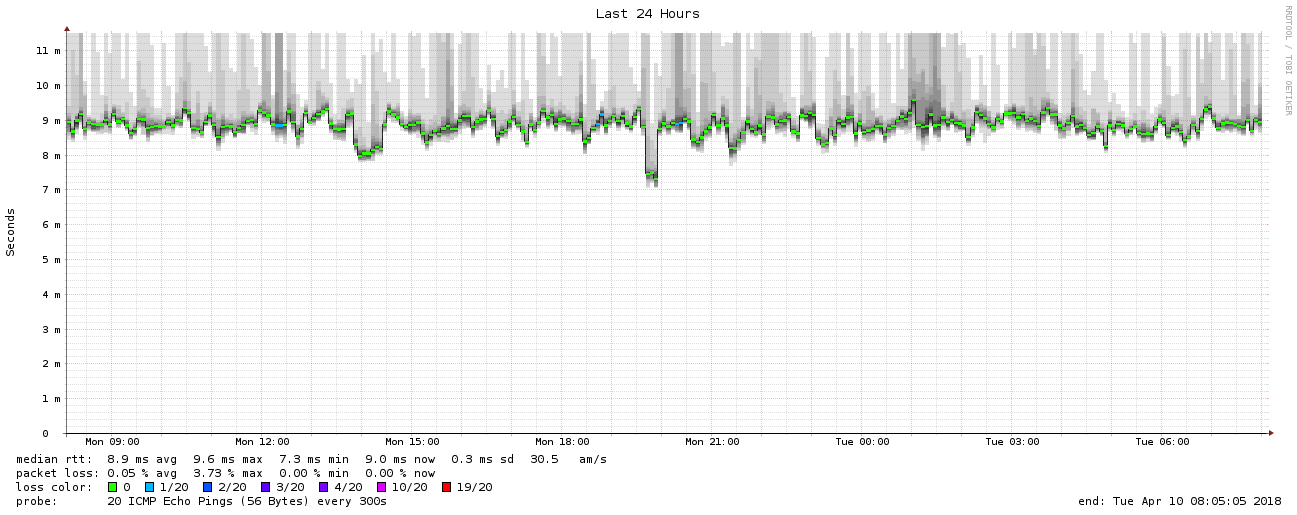 Last 24 Hours
RRDTOOL / TOBI OETIKER
11 m
10 m
9 m
8 m
7 m
6 m
5 m
4 m
3 m
2 m
1 m
0
Seconds
Mon 09:00 Mon 12:00 Mon 15:00 Mon 18:00 Mon 21:00 Tue 00:00 Tue 03:00 Tue 06:00
median rtt: 8.9 ms avg 9.6 ms max 7.3 ms min 9.0 ms now 0.3 ms sd 30.5 am/s
packet loss: 0.05 % avg 3.73 % max 0.00 % min 0.00 % now
loss color: 0 1/20 2/20 3/20 4/20 10/20 19/20
probe: 20 ICMP Echo Pings (56 Bytes) every 300s end: Tue Apr 10 08:05:05 2018